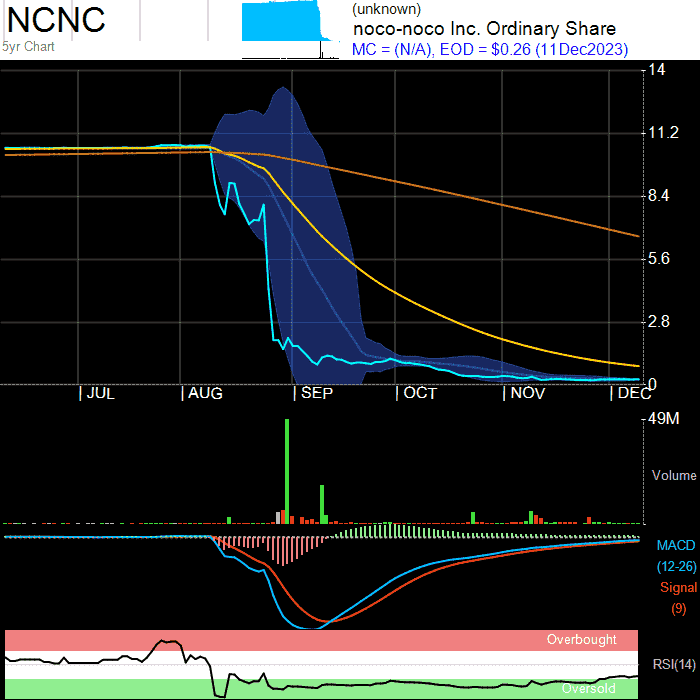 NCNC
5yr Chart
(unknown)
noco-noco Inc. Ordinary Share
MC = (N/A), EOD = $0.26 (11Dec2023)
14
11.2
8.4
5.6
2.8
0
JUL AUG SEP OCT NOV DEC
49M
Volume
MACD
(12-26)
Signal
(9)
Overbought
RSI(14)
Oversold